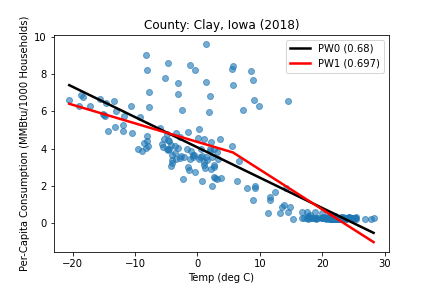 County: Clay, Iowa (2018)
Per-Capita Consumption (MMBtu/1000 Households)
10
8
6
4
2
0
PW0 (0.68)
PW1 (0.697)
−20 −10 0 10 20 30
Temp (deg C)